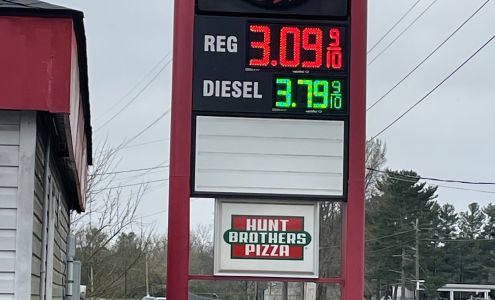 REG 3.09 9/10
DIESEL 3.79 9/10
HUNT
BROTHERS
PIZZA